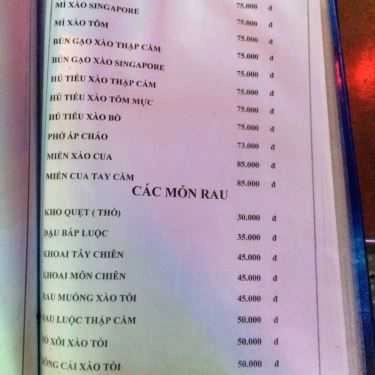 MÌ XÀO SINGAPORE 75.000 đ
MÌ XÀO TÔM 75.000 đ
BÚN GẠO XÀO THẬP CẨM 75.000 đ
BÚN GẠO XÀO SINGAPORE 75.000 đ
HỦ TIẾU XÀO THẬP CẨM 75.000 đ
HỦ TIẾU XÀO TÔM MỰC 75.000 đ
HỦ TIẾU XÀO BÒ 75.000 đ
PHỞ ÁP CHẢO 73.000 đ
MIẾN XÀO CUA 85.000 đ
MIẾN CUA TAY CẦM 85.000 đ
CÁC MÓN RAU
KHO QUẸT ( THỐ) 30.000 đ
ĐẬU BẮP LUỘC 35.000 đ
KHOAI TÂY CHIÊN 45.000 đ
KHOAI MÔN CHIÊN 45.000 đ
RAU MUỐNG XÀO TỎI 45.000 đ
RAU LUỘC THẬP CẨM 50.000 đ
XÔI XÀO TỎI 50.000 đ
CẢI XÀO TỎI 50.000 đ